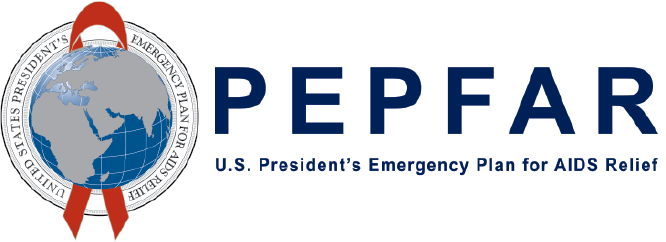 UNITED STATES PRESIDENT'S EMERGENCY PLAN FOR AIDS RELIEF
PEPFAR
U.S. President's Emergency Plan for AIDS Relief